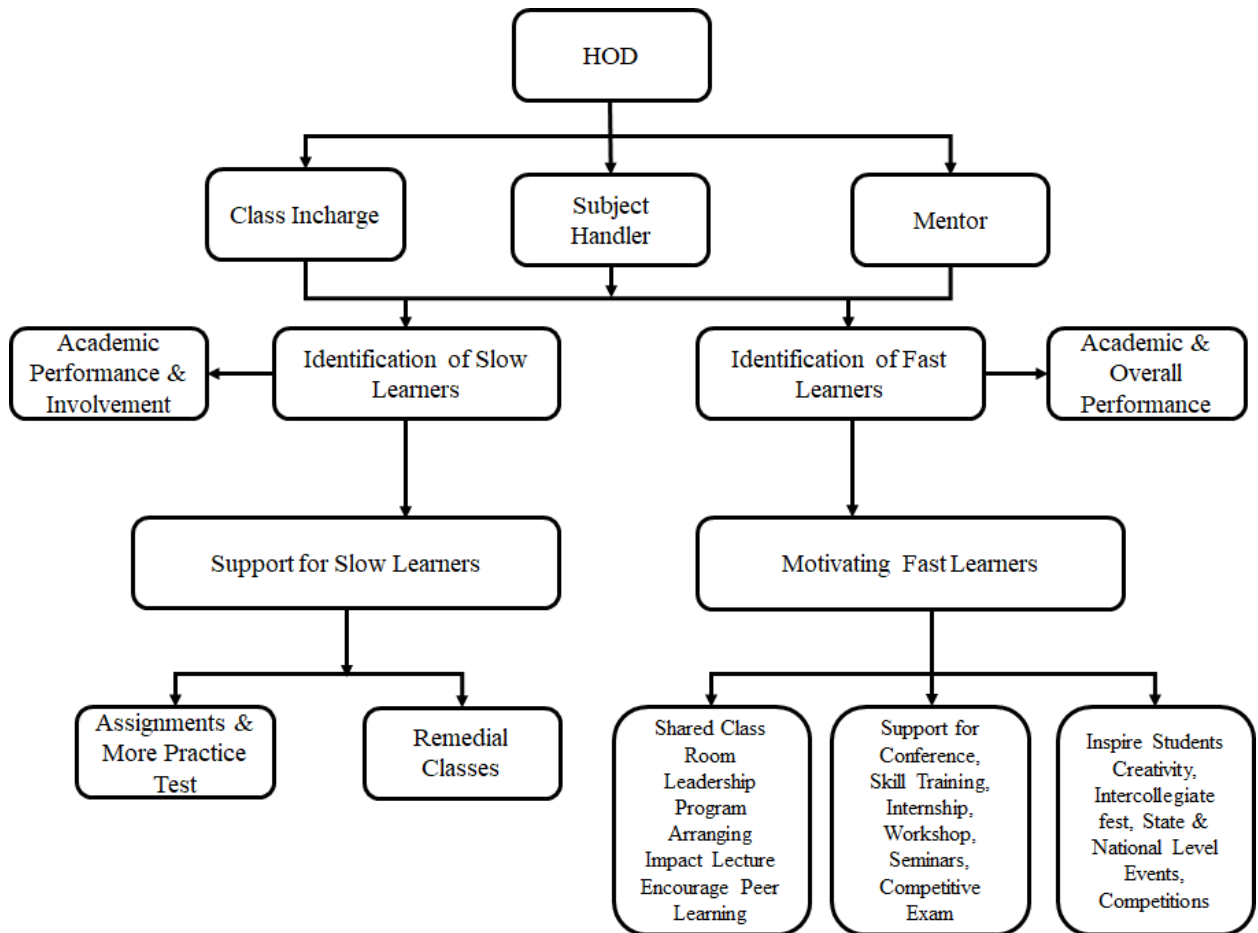 HOD
Class Incharge
Subject
Handler
Mentor
Academic
Performance &
Involvement
Identification of Slow
Learners
Identification of Fast
Learners
Academic &
Overall
Performance
Support for Slow Learners
Motivating Fast Learners
Assignments &
More Practice
Test
Remedial
Classes
Shared Class
Room
Leadership
Program
Arranging
Impact Lecture
Encourage Peer
Learning
Support for
Conference,
Skill Training,
Internship,
Workshop,
Seminars,
Competitive
Exam
Inspire Students
Creativity,
Intercollegiate
fest, State &
National Level
Events,
Competitions